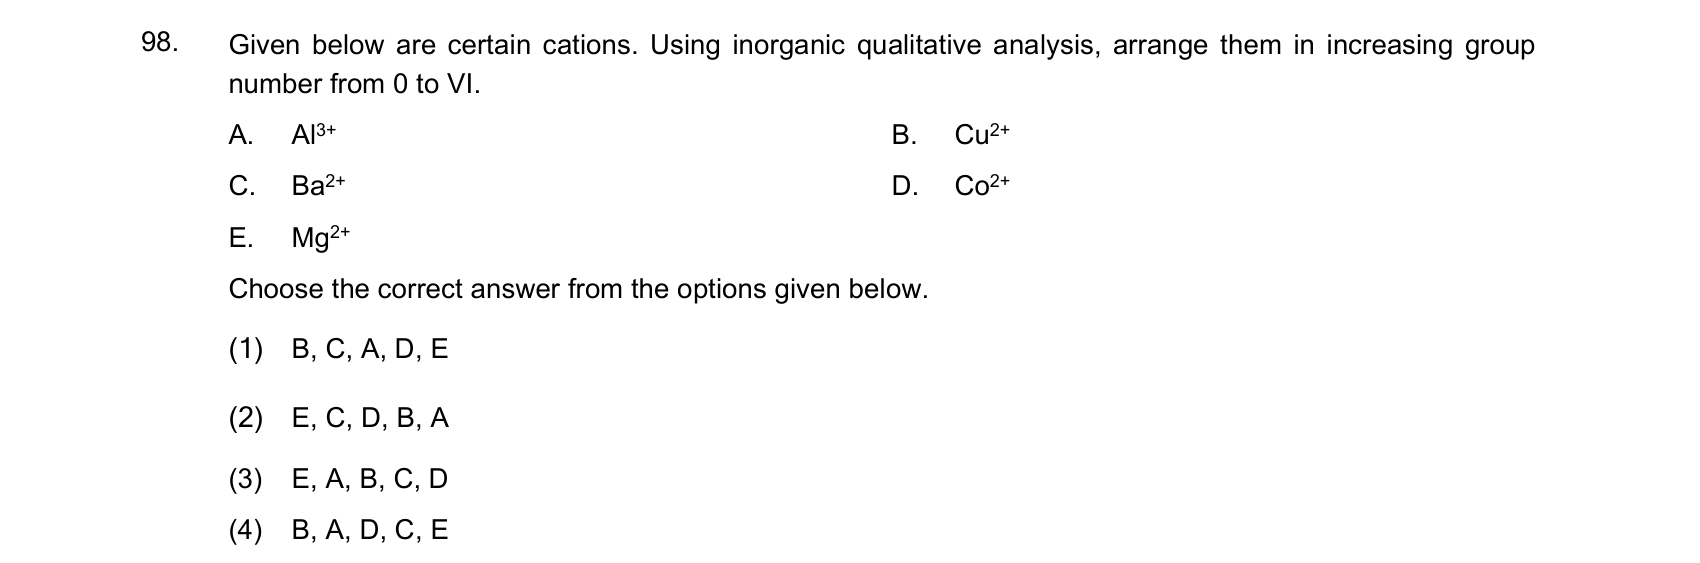 98. Given below are certain cations. Using inorganic qualitative analysis, arrange them in increasing group
number from 0 to VI.
A. Al³⁺ B. Cu²⁺
C. Ba²⁺ D. Co²⁺
E. Mg²⁺
Choose the correct answer from the options given below.
(1) B, C, A, D, E
(2) E, C, D, B, A
(3) E, A, B, C, D
(4) B, A, D, C, E